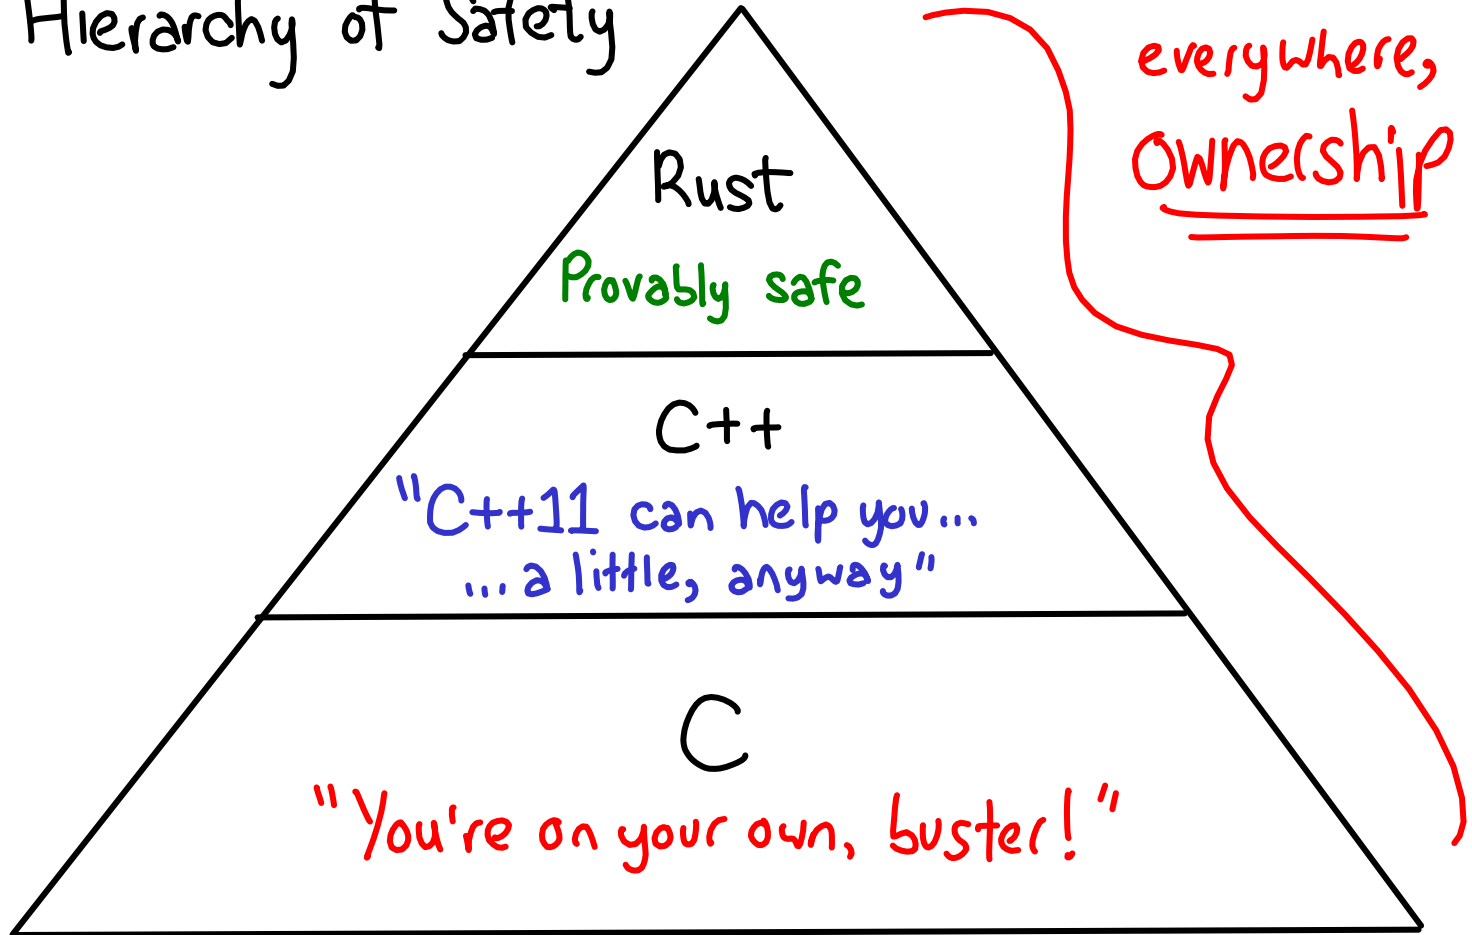 Hierarchy of Safety
everywhere,
ownership
Rust
Provably safe
C++
"C++11 can help you...
...a little, anyway"
C
"You're on your own, buster!"